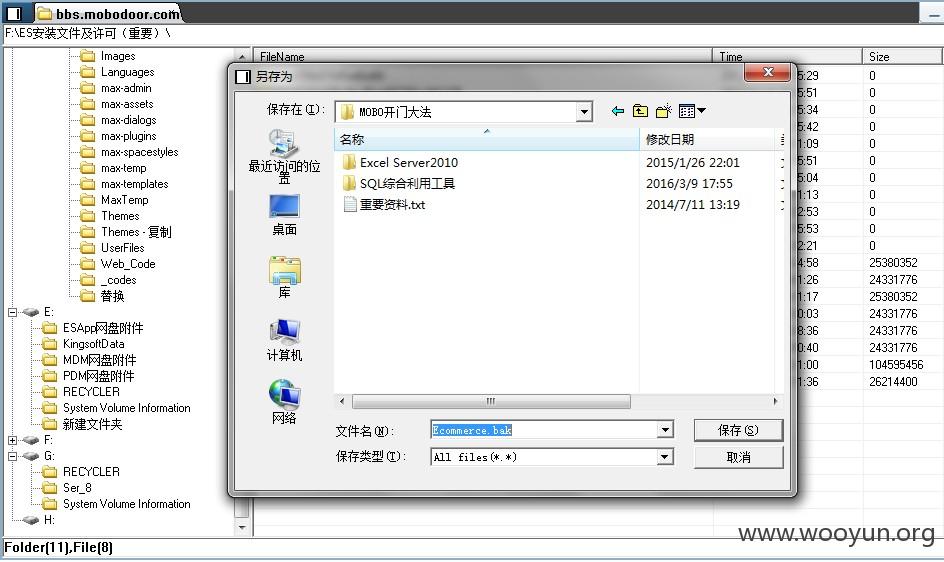 bbs.mobodoor.com
F:\ES安装文件及许可（重要）\
Images
Languages
max-admin
max-assets
max-dialogs
max-plugins
max-spacestyles
max-temp
max-templates
MaxTemp
Themes
Themes - 复制
UserFiles
Web_Code
_codes
替换
E:
ESApp网盘附件
KingsoftData
MDM网盘附件
PDM网盘附件
RECYCLER
System Volume Information
新建文件夹
F:
G:
RECYCLER
Ser_8
System Volume Information
H:
FileName Time Size
5:29 0
5:51 0
5:34 0
5:42 0
1:09 0
5:51 0
5:04 0
1:13 0
2:53 0
5:53 0
2:21 0
4:58 25380352
1:26 24331776
1:17 25380352
0:03 24331776
8:36 24331776
0:40 24331776
1:00 104595456
1:36 26214400
另存为
保存在(I):
MOBO开门大法
最近访问的位置
桌面
库
计算机
网络
名称 修改日期
Excel Server2010 2015/1/26 22:01
SQL综合利用工具 2016/3/9 17:55
重要资料.txt 2014/7/11 13:19
文件名(N): Ecommerce.bak 保存(S)
保存类型(T): All files(*.*) 取消
Folder(11),File(8)
www.wooyun.org